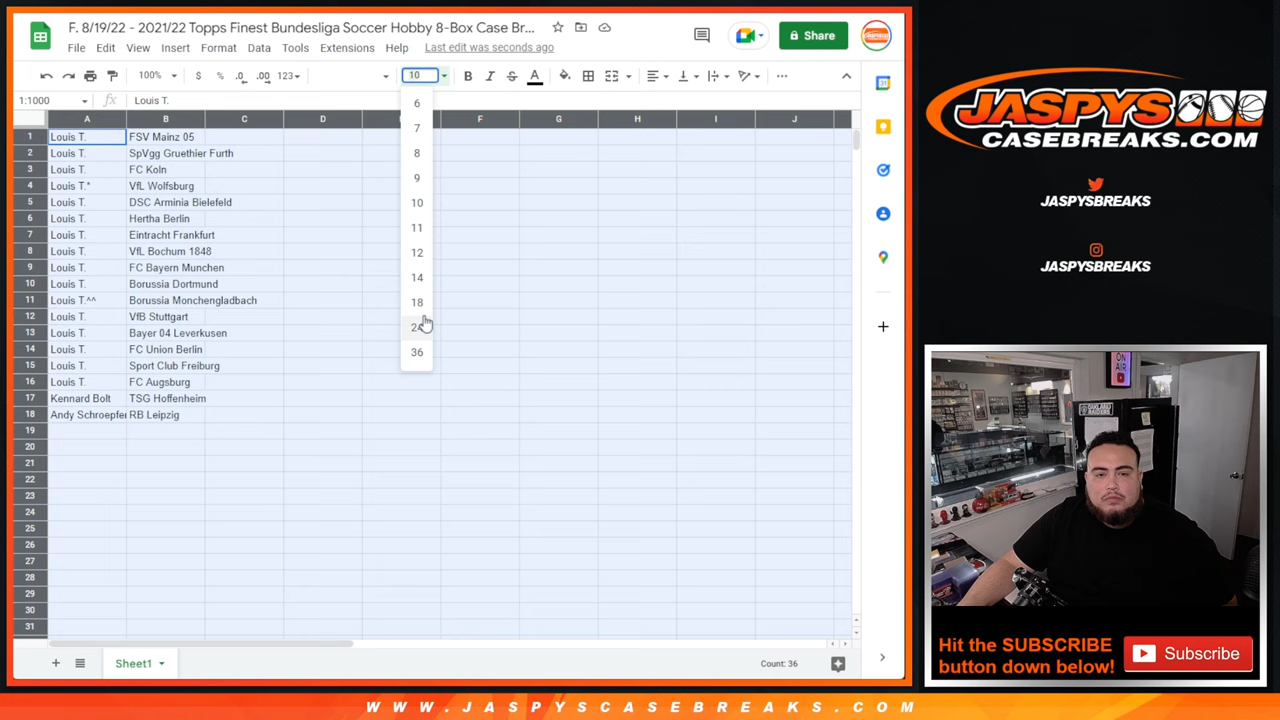 F. 8/19/22 - 2021/22 Topps Finest Bundesliga Soccer Hobby 8-Box Case Br...
File Edit View Insert Format Data Tools Extensions Help Last edit was seconds ago
Share
100% $ % .0 .00 123 10 B I S A
1:1000 fx Louis T.
A B C D E F G H I J
1 Louis T. FSV Mainz 05
2 Louis T. SpVgg Gruethier Furth
3 Louis T. FC Koln
4 Louis T.* VfL Wolfsburg
5 Louis T. DSC Arminia Bielefeld
6 Louis T. Hertha Berlin
7 Louis T. Eintracht Frankfurt
8 Louis T. VfL Bochum 1848
9 Louis T. FC Bayern Munchen
10 Louis T. Borussia Dortmund
11 Louis T.^^ Borussia Monchengladbach
12 Louis T. VfB Stuttgart
13 Louis T. Bayer 04 Leverkusen
14 Louis T. FC Union Berlin
15 Louis T. Sport Club Freiburg
16 Louis T. FC Augsburg
17 Kennard Bolt TSG Hoffenheim
18 Andy Schroepfer RB Leipzig
19
20
21
22
23
24
25
26
27
28
29
30
31
6
7
8
9
10
11
12
14
18
24
36
Sheet1
Count: 36
JASPYS
CASEBREAKS.COM
JASPYSBREAKS
JASPYSBREAKS
ON AIR
OAKLAND RAIDERS
Hit the SUBSCRIBE
button down below!
Subscribe
WWW.JASPYSCASEBREAKS.COM